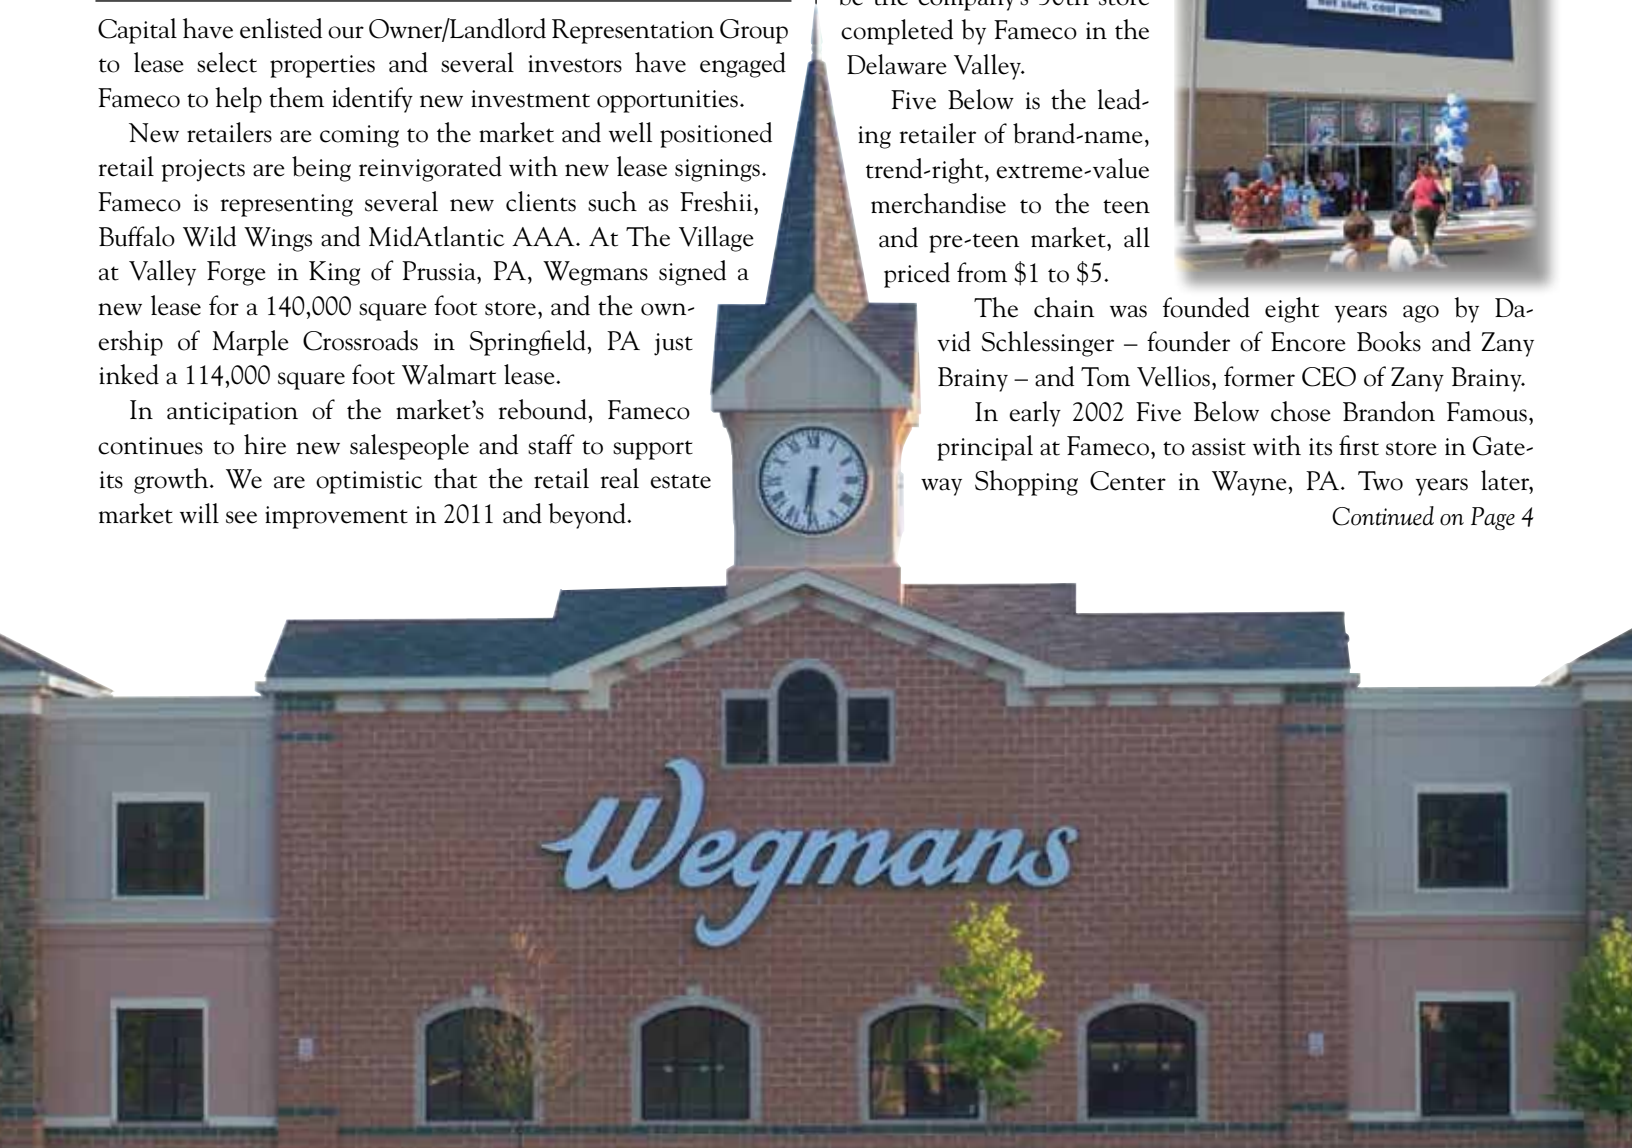 Capital have enlisted our Owner/Landlord Representation Group
to lease select properties and several investors have engaged
Fameco to help them identify new investment opportunities.
New retailers are coming to the market and well positioned
retail projects are being reinvigorated with new lease signings.
Fameco is representing several new clients such as Freshii,
Buffalo Wild Wings and MidAtlantic AAA. At The Village
at Valley Forge in King of Prussia, PA, Wegmans signed a
new lease for a 140,000 square foot store, and the own-
ership of Marple Crossroads in Springfield, PA just
inked a 114,000 square foot Walmart lease.
In anticipation of the market's rebound, Fameco
continues to hire new salespeople and staff to support
its growth. We are optimistic that the retail real estate
market will see improvement in 2011 and beyond.
be the company's 50th store
completed by Fameco in the
Delaware Valley.
Five Below is the lead-
ing retailer of brand-name,
trend-right, extreme-value
merchandise to the teen
and pre-teen market, all
priced from $1 to $5.
The chain was founded eight years ago by Da-
vid Schlessinger – founder of Encore Books and Zany
Brainy – and Tom Vellios, former CEO of Zany Brainy.
In early 2002 Five Below chose Brandon Famous,
principal at Fameco, to assist with its first store in Gate-
way Shopping Center in Wayne, PA. Two years later,
Continued on Page 4
hot stuff. cool prices.
Wegmans